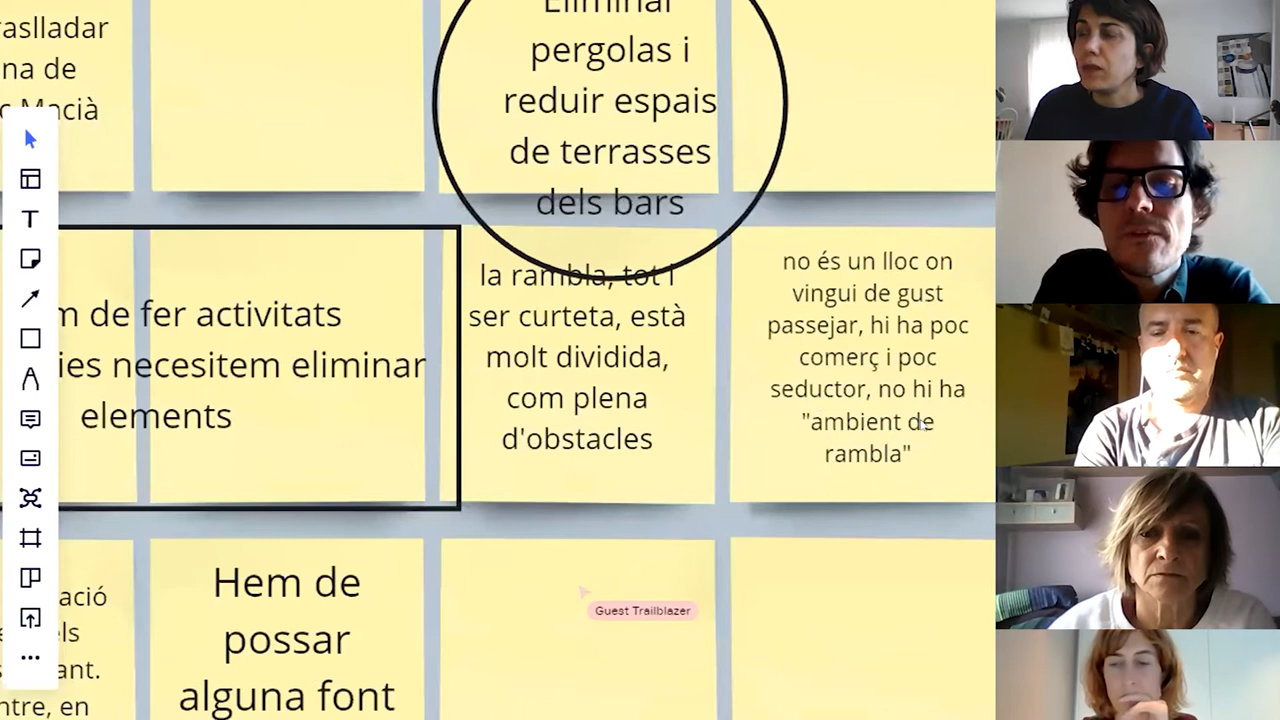 raslladar
na de
c Macià
Eliminar
pergolas i
reduir espais
de terrasses
dels bars
m de fer activitats
ies necesitem eliminar
elements
la rambla, tot i
ser curteta, està
molt dividida,
com plena
d'obstacles
no és un lloc on
vingui de gust
passejar, hi ha poc
comerç i poc
seductor, no hi ha
"ambient de
rambla"
ació
els
ant.
ntre, en
Hem de
possar
alguna font
Guest Trailblazer
T